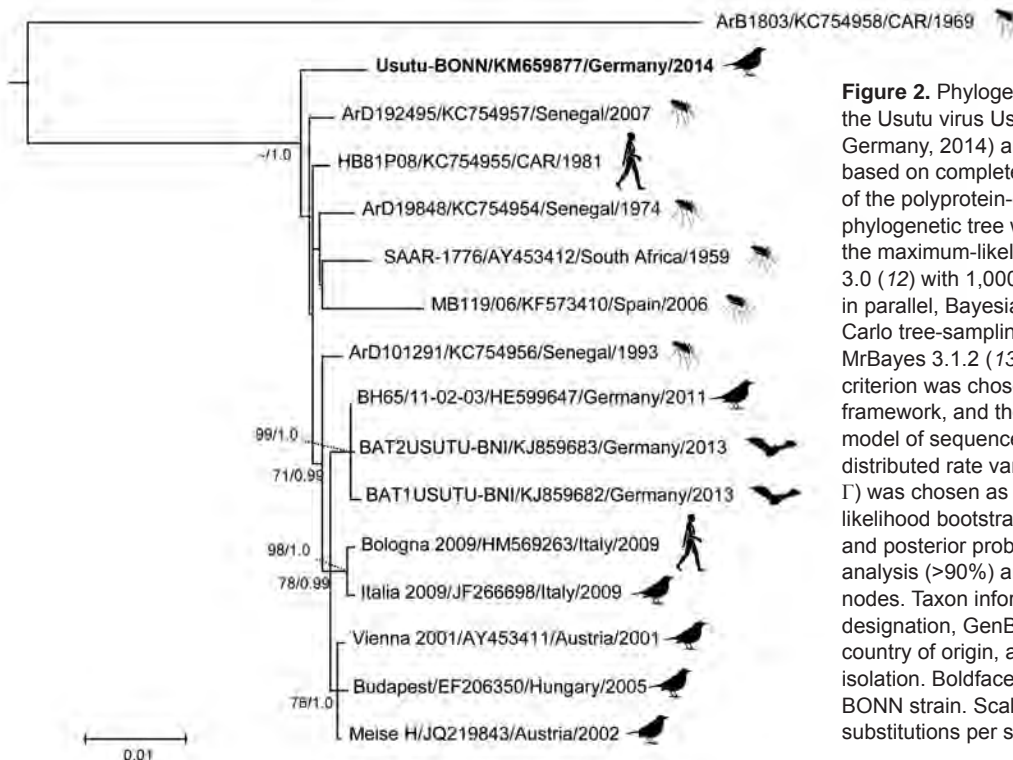 ArB1803/KC754958/CAR/1969
Usutu-BONN/KM659877/Germany/2014
ArD192495/KC754957/Senegal/2007
~/1.0
HB81P08/KC754955/CAR/1981
ArD19848/KC754954/Senegal/1974
SAAR-1776/AY453412/South Africa/1959
MB119/06/KF573410/Spain/2006
ArD101291/KC754956/Senegal/1993
BH65/11-02-03/HE599647/Germany/2011
99/1.0
BAT2USUTU-BNI/KJ859683/Germany/2013
71/0.99
BAT1USUTU-BNI/KJ859682/Germany/2013
98/1.0
Bologna 2009/HM569263/Italy/2009
78/0.99
Italia 2009/JF266698/Italy/2009
Vienna 2001/AY453411/Austria/2001
Budapest/EF206350/Hungary/2005
78/1.0
Meise H/JQ219843/Austria/2002
0.01
Figure 2. Phyloge
the Usutu virus Us
Germany, 2014) a
based on complete
of the polyprotein-
phylogenetic tree w
the maximum-likel
3.0 (12) with 1,000
in parallel, Bayesia
Carlo tree-samplin
MrBayes 3.1.2 (13
criterion was chose
framework, and the
model of sequence
distributed rate var
Γ) was chosen as
likelihood bootstra
and posterior prob
analysis (>90%) a
nodes. Taxon infor
designation, GenB
country of origin, a
isolation. Boldface
BONN strain. Scal
substitutions per s